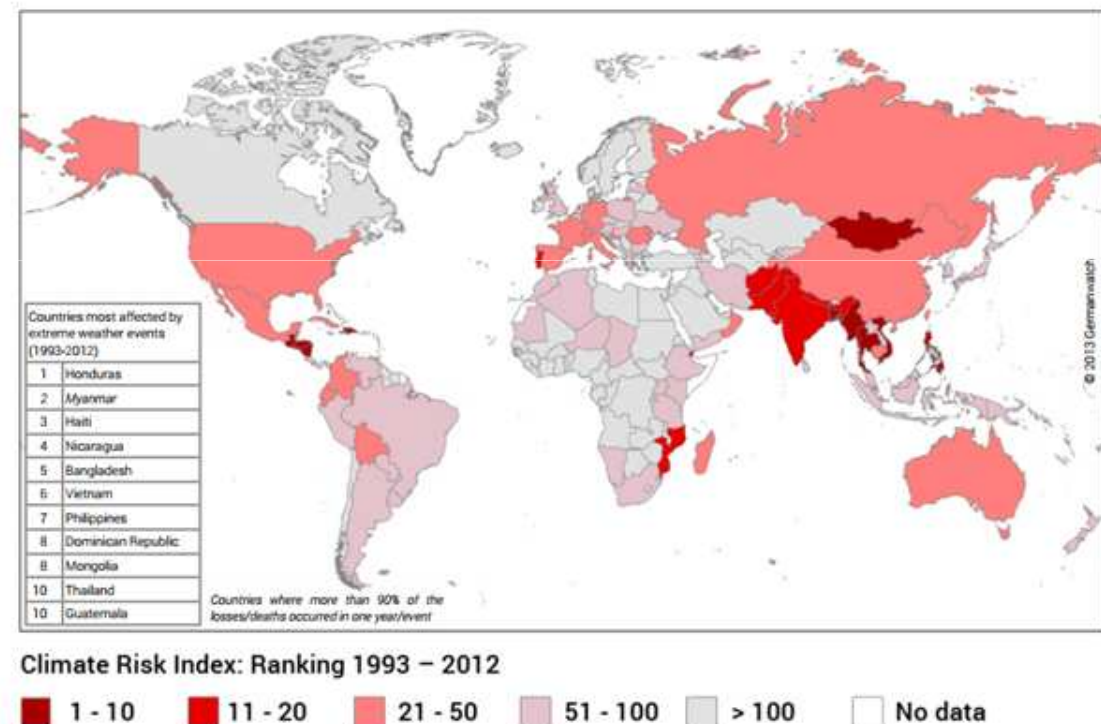 Countries most affected by
extreme weather events
(1993-2012)
1 Honduras
2 Myanmar
3 Haiti
4 Nicaragua
5 Bangladesh
6 Vietnam
7 Philippines
8 Dominican Republic
8 Mongolia
10 Thailand
10 Guatemala
Countries where more than 90% of the
losses/deaths occurred in one year/event
© 2013 Germanwatch
Climate Risk Index: Ranking 1993 – 2012
1 - 10 11 - 20 21 - 50 51 - 100 > 100 No data